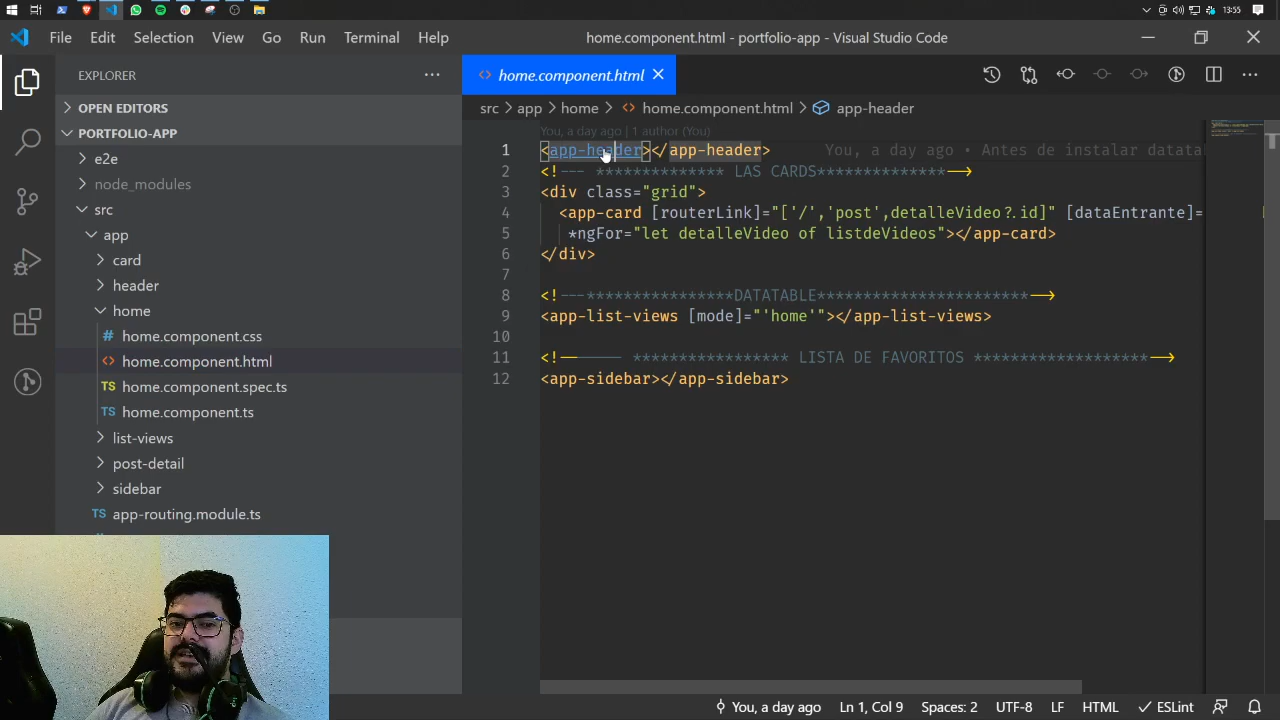 13:55
File Edit Selection View Go Run Terminal Help home.component.html - portfolio-app - Visual Studio Code
EXPLORER
OPEN EDITORS
PORTFOLIO-APP
e2e
node_modules
src
app
card
header
home
# home.component.css
<> home.component.html
TS home.component.spec.ts
TS home.component.ts
list-views
post-detail
sidebar
TS app-routing.module.ts
<> home.component.html
src > app > home > <> home.component.html > app-header
You, a day ago | 1 author (You)
1 <app-header></app-header> You, a day ago • Antes de instalar datata
2 <!--- ************** LAS CARDS**************-->
3 <div class="grid">
4 <app-card [routerLink]="['/','post',detalleVideo?.id]" [dataEntrante]=
5 *ngFor="let detalleVideo of listdeVideos"></app-card>
6 </div>
7
8 <!---****************DATATABLE***********************-->
9 <app-list-views [mode]="'home'"></app-list-views>
10
11 <!-------- ***************** LISTA DE FAVORITOS *******************-->
12 <app-sidebar></app-sidebar>
You, a day ago Ln 1, Col 9 Spaces: 2 UTF-8 LF HTML ESLint